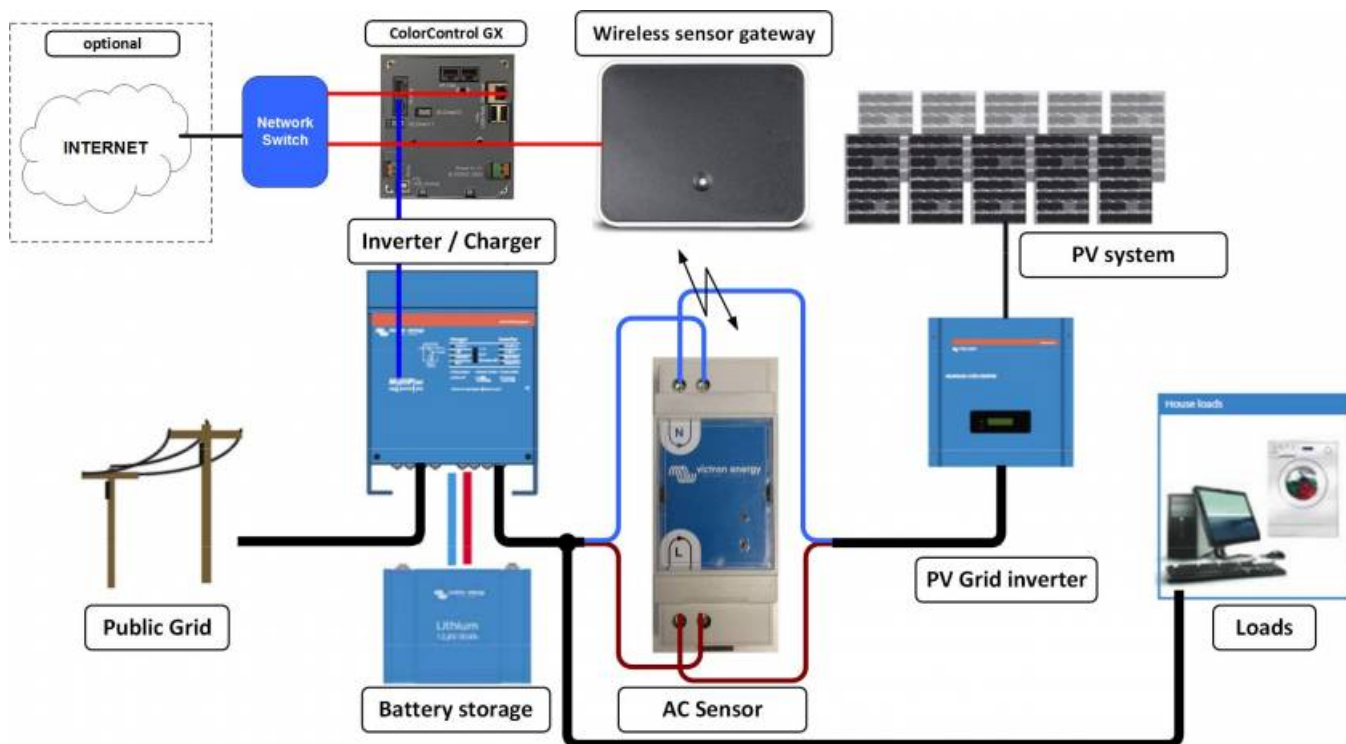 optional
ColorControl GX
Wireless sensor gateway
INTERNET
Network
Switch
Inverter / Charger
PV system
MultiPlus
House loads
N
victron energy
L
PV Grid inverter
Public Grid
Lithium
Loads
Battery storage
AC Sensor